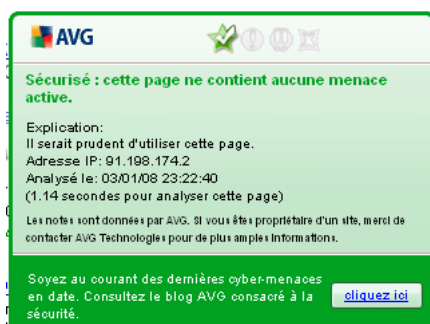 AVG
Sécurisé : cette page ne contient aucune menace
active.
Explication:
Il serait prudent d'utiliser cette page.
Adresse IP: 91.198.174.2
Analysé le: 03/01/08 23:22:40
(1.14 secondes pour analyser cette page)
Les notes sont données par AVG. Si vous êtes propriétaire d'un site, merci de
contacter AVG Technologies pour de plus amples informations.
Soyez au courant des dernières cyber-menaces
en date. Consultez le blog AVG consacré à la
sécurité.
cliquez ici